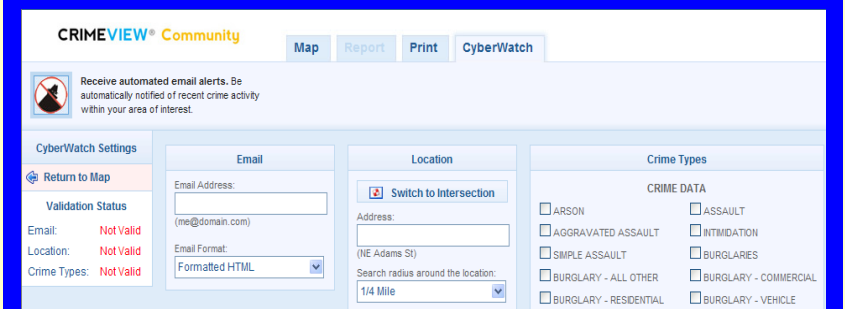 CRIMEVIEW® Community
Map Report Print CyberWatch
Receive automated email alerts. Be
automatically notified of recent crime activity
within your area of interest.
CyberWatch Settings
Return to Map
Validation Status
Email: Not Valid
Location: Not Valid
Crime Types: Not Valid
Email
Email Address:
(me@domain.com)
Email Format:
Formatted HTML
Location
Switch to Intersection
Address:
(NE Adams St)
Search radius around the location:
1/4 Mile
Crime Types
CRIME DATA
ARSON ASSAULT
AGGRAVATED ASSAULT INTIMIDATION
SIMPLE ASSAULT BURGLARIES
BURGLARY - ALL OTHER BURGLARY - COMMERCIAL
BURGLARY - RESIDENTIAL BURGLARY - VEHICLE